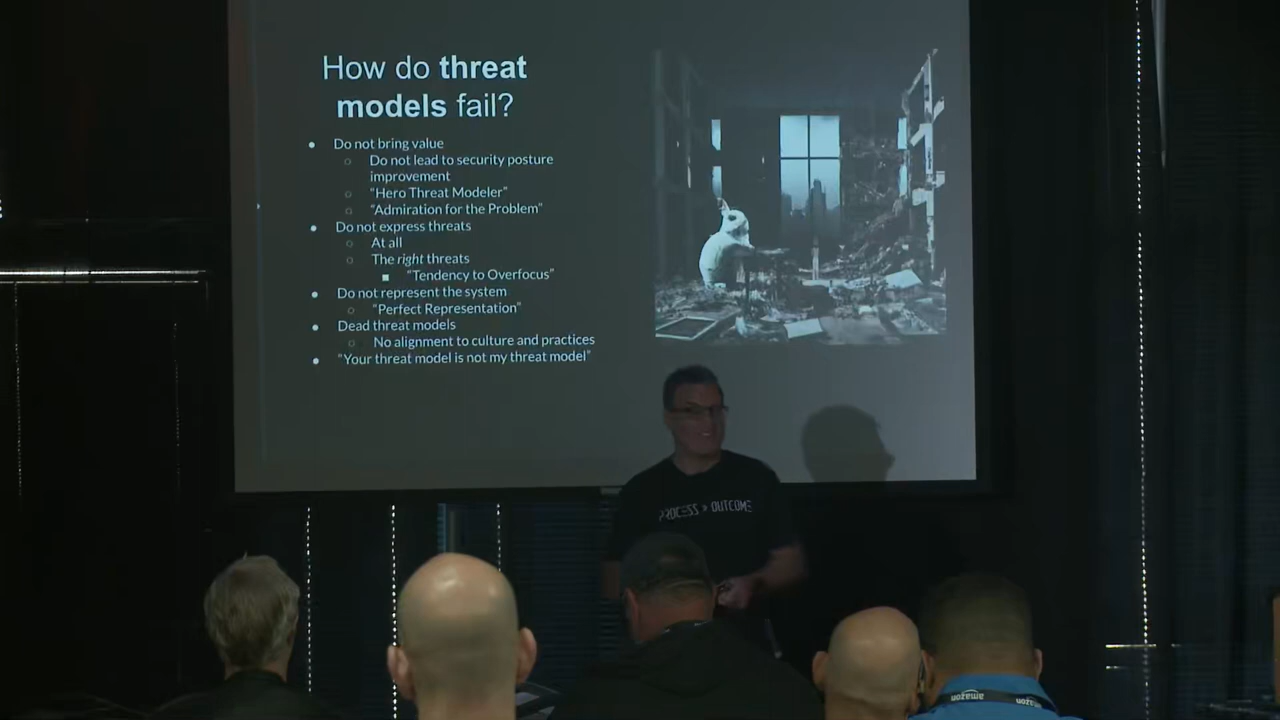 How do threat
models fail?
Do not bring value
Do not lead to security posture
improvement
“Hero Threat Modeler”
“Admiration for the Problem”
Do not express threats
At all
The right threats
“Tendency to Overfocus”
Do not represent the system
“Perfect Representation”
Dead threat models
No alignment to culture and practices
“Your threat model is not my threat model”
PROCESS » OUTCOME
amazon amazon